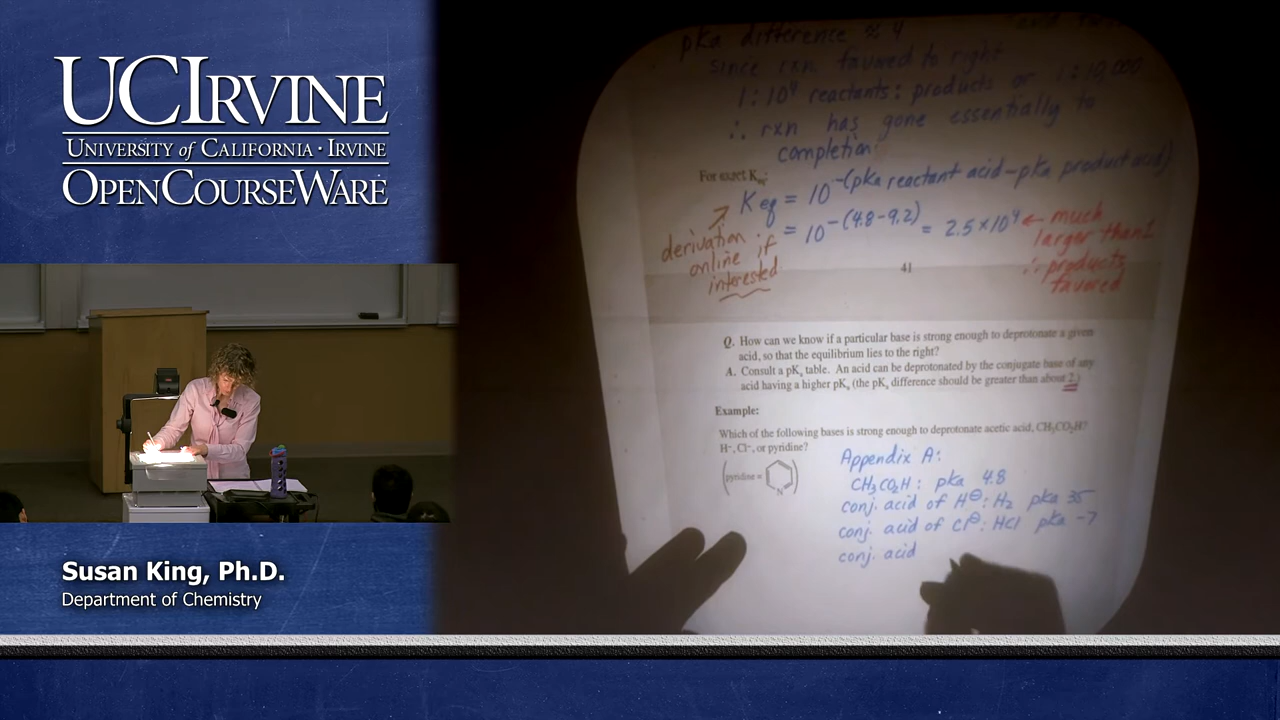 UCIRVINE
UNIVERSITY of CALIFORNIA · IRVINE
OPENCOURSEWARE
Susan King, Ph.D.
Department of Chemistry
pka difference ≈ 4
since rxn favored to right
1:10⁴ reactants: products or 1:10,000
∴ rxn has gone essentially to
completion
For exact Keq:
Keq = 10^-(pka reactant acid - pka product acid)
= 10^-(4.8-9.2) = 2.5×10⁴ ← much
larger than 1
∴ products
favored
derivation
online if
interested
41
Q. How can we know if a particular base is strong enough to deprotonate a given
acid, so that the equilibrium lies to the right?
A. Consult a pKa table. An acid can be deprotonated by the conjugate base of any
acid having a higher pKa (the pKa difference should be greater than about 2.)
Example:
Which of the following bases is strong enough to deprotonate acetic acid, CH₃CO₂H?
H⁻, Cl⁻, or pyridine?
(pyridine = N)
Appendix A:
CH₃CO₂H: pka 4.8
conj. acid of H⊖: H₂ pka 35
conj. acid of Cl⊖: HCl pka -7
conj. acid